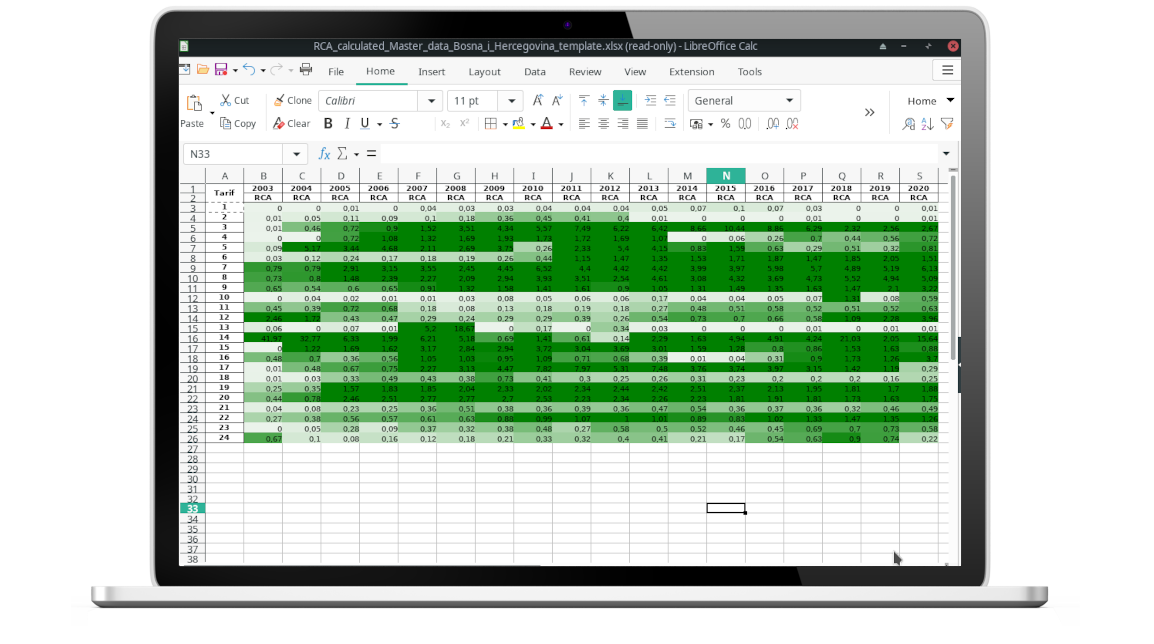 RCA_calculated_Master_data_Bosna_i_Hercegovina_template.xlsx (read-only) - LibreOffice Calc
File Home Insert Layout Data Review View Extension Tools
Cut Clone Calibri 11 pt General Home
Paste Copy Clear B I U S
N33
A B C D E F G H I J K L M N O P Q R S
1 Tarif 2003 2004 2005 2006 2007 2008 2009 2010 2011 2012 2013 2014 2015 2016 2017 2018 2019 2020
2 RCA RCA RCA RCA RCA RCA RCA RCA RCA RCA RCA RCA RCA RCA RCA RCA RCA RCA
3 1 0 0 0,01 0 0,04 0,03 0,03 0,04 0,04 0,04 0,05 0,07 0,1 0,07 0,03 0 0 0,01
4 2 0,01 0,05 0,11 0,09 0,1 0,18 0,36 0,45 0,41 0,4 0,01 0 0 0 0,01 0 0 0,01
5 3 0,01 0,46 0,72 0,9 1,52 3,51 4,34 5,57 7,49 6,22 6,42 8,66 10,44 8,86 6,29 2,32 2,56 2,67
6 4 0 0 0,72 1,08 1,32 1,69 1,93 1,73 1,72 1,69 1,07 0 0,06 0,26 0,7 0,44 0,56 0,72
7 5 0,09 5,17 3,44 4,68 2,11 2,69 3,75 0,26 2,33 5,4 4,15 0,83 1,59 0,63 0,29 0,51 0,32 0,81
8 6 0,03 0,12 0,24 0,17 0,18 0,19 0,26 0,44 1,15 1,47 1,35 1,53 1,71 1,87 1,47 1,85 2,05 1,51
9 7 0,79 0,79 2,91 3,15 3,55 2,45 4,45 6,52 4,4 4,42 4,42 3,99 3,97 5,98 5,7 4,89 5,19 6,13
10 8 0,73 0,8 1,48 2,39 2,27 2,09 2,94 3,93 3,51 2,54 4,61 3,08 4,32 3,69 4,73 5,52 4,94 5,09
11 9 0,65 0,54 0,6 0,65 0,91 1,32 1,58 1,41 1,61 0,9 1,05 1,31 1,49 1,35 1,63 1,47 2,1 3,22
12 10 0 0,04 0,02 0,01 0,01 0,03 0,08 0,05 0,06 0,06 0,17 0,04 0,04 0,05 0,07 1,31 0,08 0,59
13 11 0,45 0,39 0,72 0,68 0,18 0,08 0,13 0,18 0,19 0,18 0,27 0,48 0,51 0,58 0,52 0,51 0,52 0,63
14 12 2,46 1,72 0,43 0,47 0,29 0,24 0,29 0,29 0,39 0,26 0,54 0,73 0,7 0,66 0,58 1,09 2,28 3,96
15 13 0,06 0 0,07 0,01 5,2 18,67 0 0,17 0 0,34 0,03 0 0 0 0,01 0 0,01 0,01
16 14 41,97 32,77 6,33 1,99 6,21 5,18 0,69 1,41 0,61 0,14 2,29 1,63 4,94 4,91 4,24 21,03 2,05 15,64
17 15 0 1,22 1,69 1,62 3,17 2,84 2,94 3,72 3,04 3,69 3,01 1,59 1,28 0,8 0,86 1,53 1,63 0,88
18 16 0,48 0,7 0,36 0,56 1,05 1,03 0,95 1,09 0,71 0,68 0,39 0,01 0,04 0,31 0,9 1,73 1,26 3,7
19 17 0,01 0,48 0,67 0,75 2,27 3,13 4,47 7,82 7,97 5,31 7,48 3,76 3,74 3,97 3,15 1,42 1,19 0,29
20 18 0,01 0,03 0,33 0,49 0,43 0,38 0,73 0,41 0,3 0,25 0,26 0,31 0,23 0,2 0,2 0,2 0,16 0,25
21 19 0,25 0,35 1,57 1,83 1,85 2,04 2,33 2,02 2,34 2,44 2,42 2,51 2,37 2,13 1,95 1,81 1,7 1,38
22 20 0,44 0,78 2,46 2,51 2,77 2,77 2,7 2,53 2,23 2,34 2,26 2,23 1,81 1,91 1,81 1,73 1,63 1,75
23 21 0,04 0,08 0,23 0,25 0,36 0,51 0,38 0,36 0,39 0,36 0,47 0,54 0,36 0,37 0,36 0,32 0,46 0,49
24 22 0,27 0,38 0,56 0,57 0,61 0,63 0,88 0,99 1,07 1 1,01 0,89 0,83 1,02 1,33 1,47 1,35 1,26
25 23 0 0,05 0,28 0,09 0,37 0,32 0,38 0,48 0,27 0,58 0,5 0,52 0,46 0,45 0,69 0,7 0,73 0,58
26 24 0,67 0,1 0,08 0,16 0,12 0,18 0,21 0,33 0,32 0,4 0,41 0,21 0,17 0,54 0,63 0,9 0,74 0,22
27
28
29
30
31
32
33
34
35
36
37
38